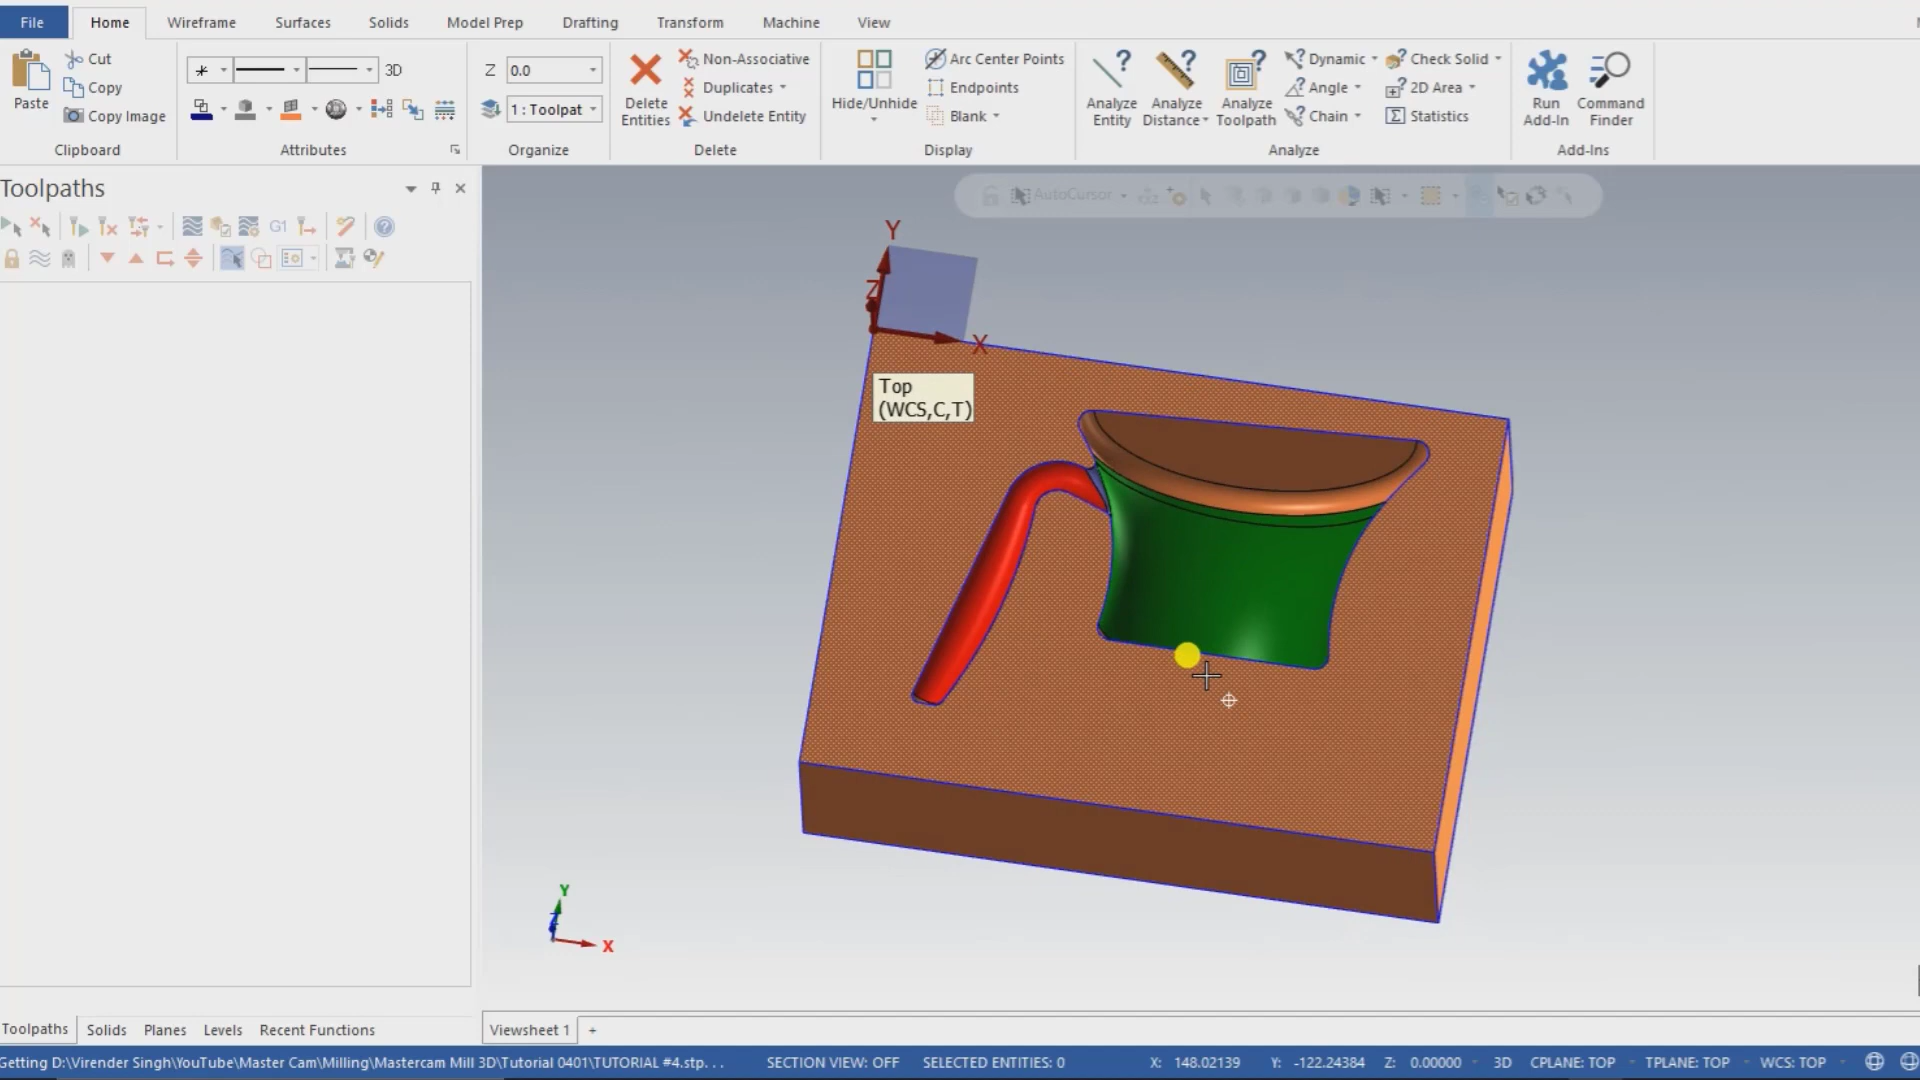 File Home Wireframe Surfaces Solids Model Prep Drafting Transform Machine View
Paste
Cut
Copy
Copy Image
Clipboard
3D
Attributes
Z 0.0
1 : Toolpat
Organize
Delete Entities
Non-Associative
Duplicates
Undelete Entity
Delete
Hide/Unhide
Arc Center Points
Endpoints
Blank
Display
Analyze Entity
Analyze Distance
Analyze Toolpath
Dynamic
Angle
Chain
Check Solid
2D Area
Statistics
Analyze
Run Add-In
Command Finder
Add-Ins
Toolpaths
G1
AutoCursor
Y
Z
X
Top
(WCS,C,T)
Y
X
Toolpaths Solids Planes Levels Recent Functions
Viewsheet 1 +
Getting D:\Virender Singh\YouTube\Master Cam\Milling\Mastercam Mill 3D\Tutorial 0401\TUTORIAL #4.stp. . . SECTION VIEW: OFF SELECTED ENTITIES: 0 X: 148.02139 Y: -122.24384 Z: 0.00000 3D CPLANE: TOP TPLANE: TOP WCS: TOP